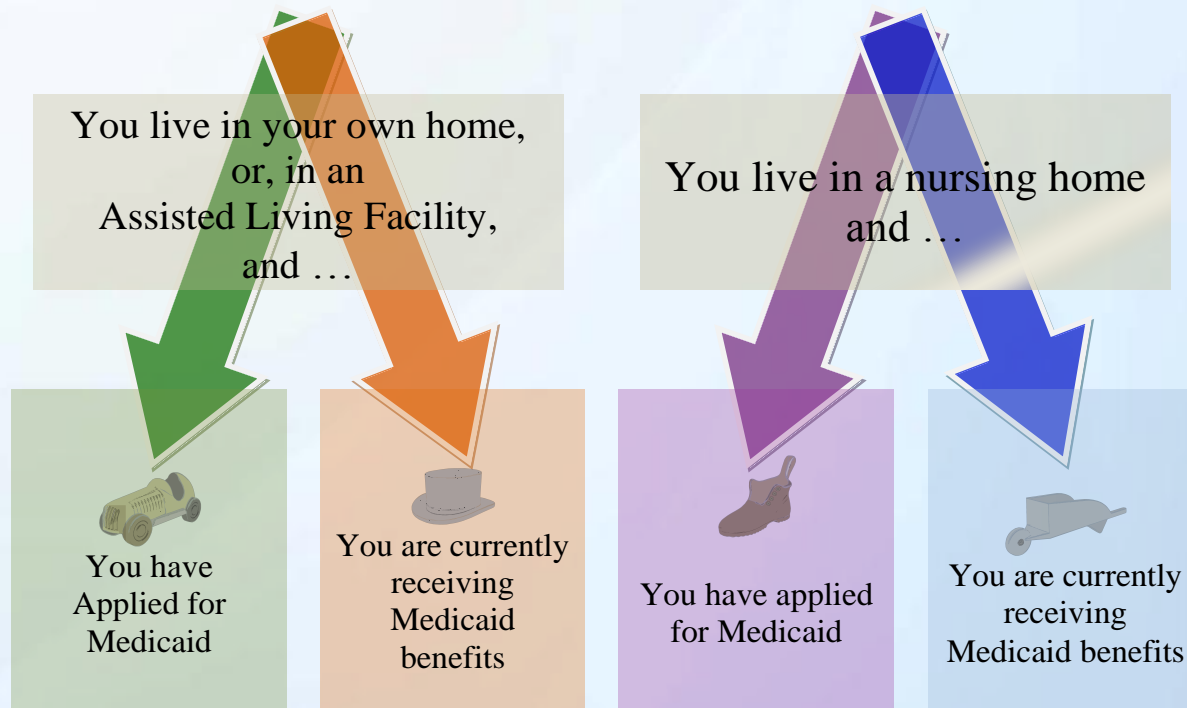 You live in your own home,
or, in an
Assisted Living Facility,
and …
You live in a nursing home
and …
You have
Applied for
Medicaid
You are currently
receiving
Medicaid
benefits
You have applied
for Medicaid
You are currently
receiving
Medicaid benefits